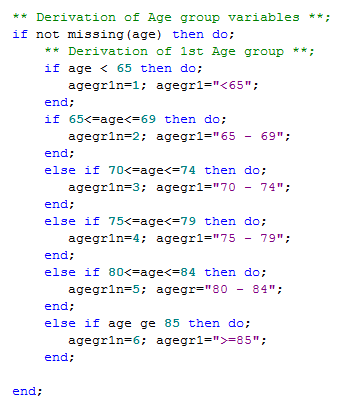 ** Derivation of Age group variables **;
if not missing(age) then do;
    ** Derivation of 1st Age group **;
    if age < 65 then do;
       agegr1n=1; agegr1="<65";
    end;
    if 65<=age<=69 then do;
       agegr1n=2; agegr1="65 - 69";
    end;
    else if 70<=age<=74 then do;
       agegr1n=3; agegr1="70 - 74";
    end;
    else if 75<=age<=79 then do;
       agegr1n=4; agegr1="75 - 79";
    end;
    else if 80<=age<=84 then do;
       agegr1n=5; agegr="80 - 84";
    end;
    else if age ge 85 then do;
       agegr1n=6; agegr1=">=85";
    end;
end;